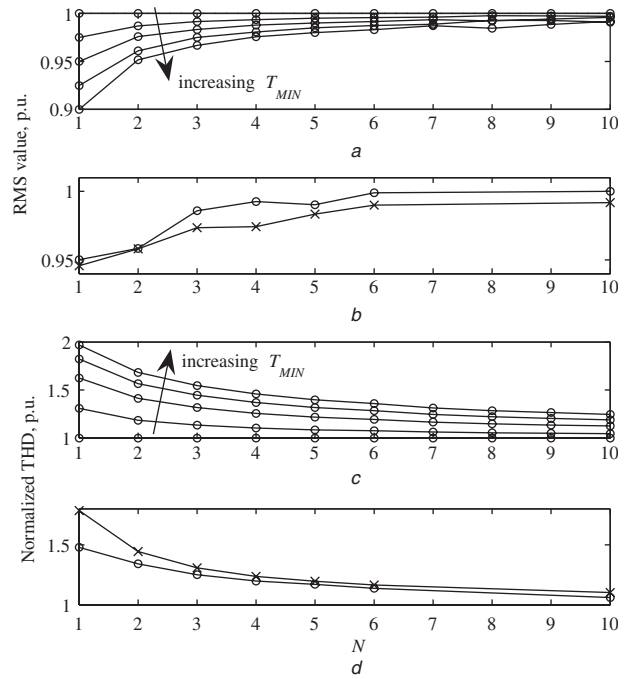 1
0.95
0.9
increasing T_MIN
1 2 3 4 5 6 7 8 9 10
a
RMS value, p.u.
1
0.95
1 2 3 4 5 6 7 8 9 10
b
2
1.5
1
increasing T_MIN
1 2 3 4 5 6 7 8 9 10
c
Normalized THD, p.u.
1.5
1
1 2 3 4 5 6 7 8 9 10
N
d